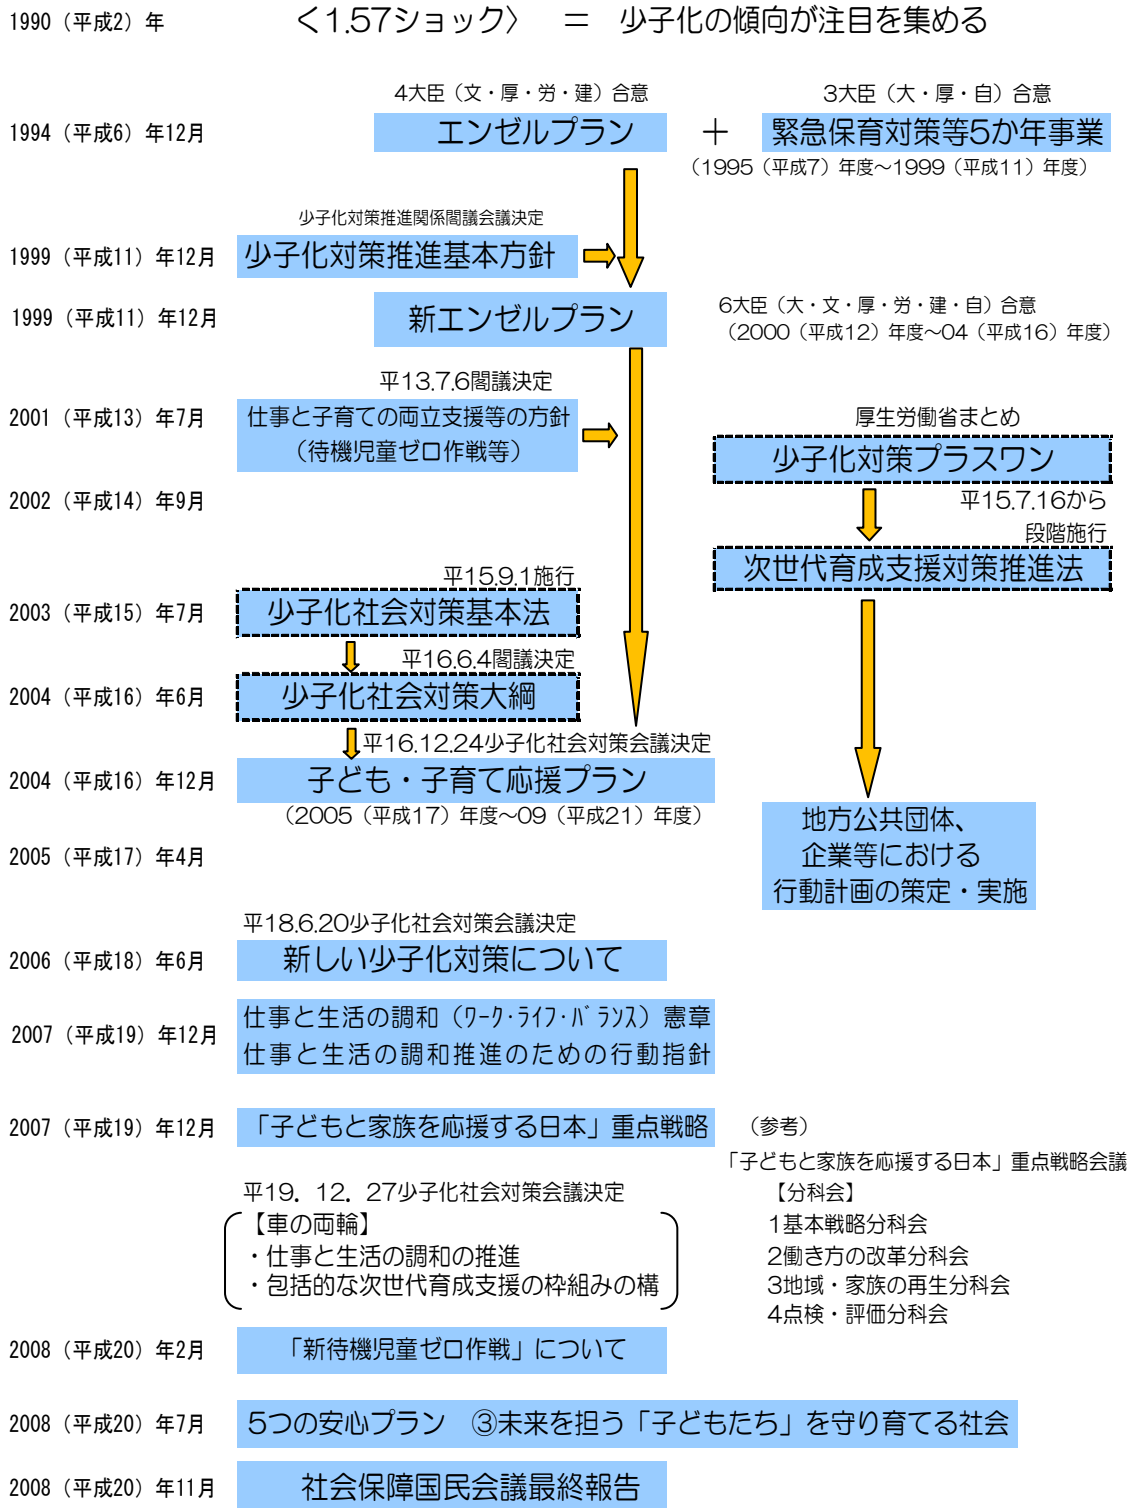 1990（平成2）年　＜1.57ショック〉　＝　少子化の傾向が注目を集める
4大臣（文・厚・労・建）合意
3大臣（大・厚・自）合意
1994（平成6）年12月
エンゼルプラン
＋
緊急保育対策等5か年事業
（1995（平成7）年度～1999（平成11）年度）
少子化対策推進関係閣議会議決定
1999（平成11）年12月
少子化対策推進基本方針
1999（平成11）年12月
新エンゼルプラン
6大臣（大・文・厚・労・建・自）合意
（2000（平成12）年度～04（平成16）年度）
平13.7.6閣議決定
2001（平成13）年7月
仕事と子育ての両立支援等の方針
（待機児童ゼロ作戦等）
厚生労働省まとめ
少子化対策プラスワン
2002（平成14）年9月
平15.7.16から
段階施行
次世代育成支援対策推進法
平15.9.1施行
2003（平成15）年7月
少子化社会対策基本法
平16.6.4閣議決定
2004（平成16）年6月
少子化社会対策大綱
平16.12.24少子化社会対策会議決定
2004（平成16）年12月
子ども・子育て応援プラン
（2005（平成17）年度～09（平成21）年度）
2005（平成17）年4月
地方公共団体、
企業等における
行動計画の策定・実施
平18.6.20少子化社会対策会議決定
2006（平成18）年6月
新しい少子化対策について
2007（平成19）年12月
仕事と生活の調和（ﾜｰｸ･ﾗｲﾌ･ﾊﾞﾗﾝｽ）憲章
仕事と生活の調和推進のための行動指針
2007（平成19）年12月
「子どもと家族を応援する日本」重点戦略
（参考）
「子どもと家族を応援する日本」重点戦略会議
【分科会】
1基本戦略分科会
2働き方の改革分科会
3地域・家族の再生分科会
4点検・評価分科会
平19．12．27少子化社会対策会議決定
【車の両輪】
・仕事と生活の調和の推進
・包括的な次世代育成支援の枠組みの構
2008（平成20）年2月
「新待機児童ゼロ作戦」について
2008（平成20）年7月
5つの安心プラン　③未来を担う「子どもたち」を守り育てる社会
2008（平成20）年11月
社会保障国民会議最終報告